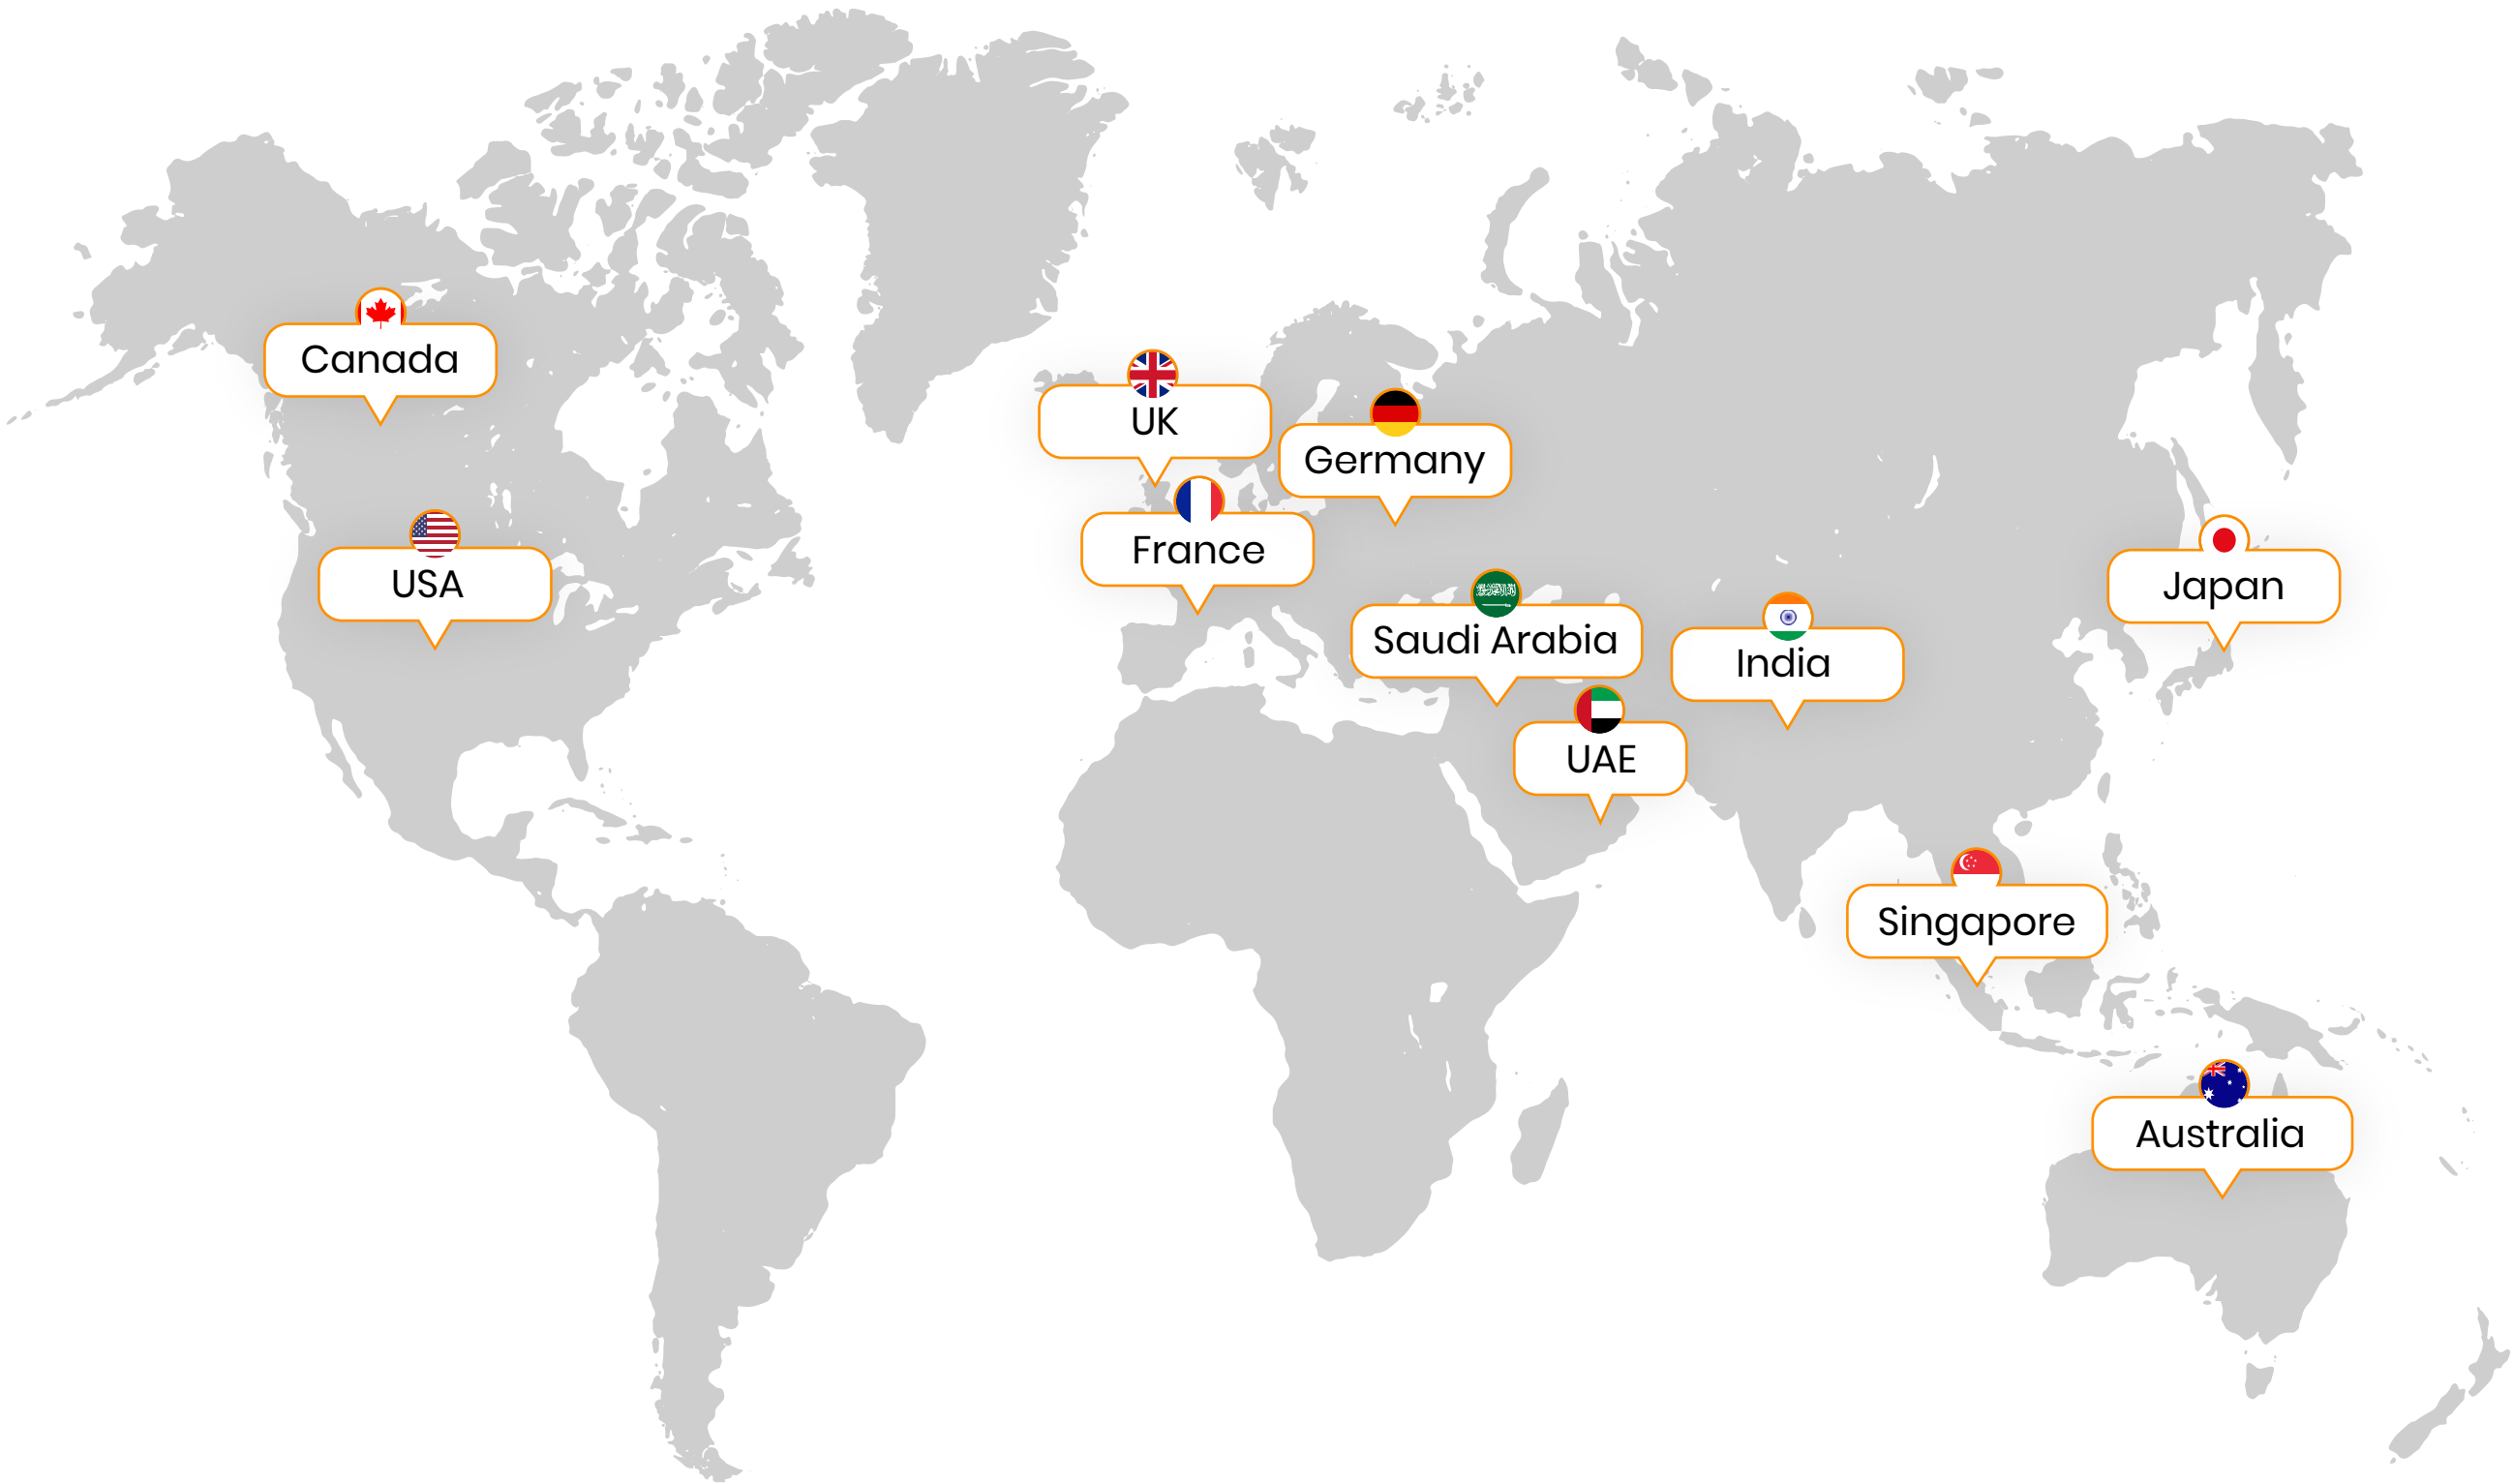 Canada
UK
Germany
France
USA
Japan
Saudi Arabia
India
UAE
Singapore
Australia